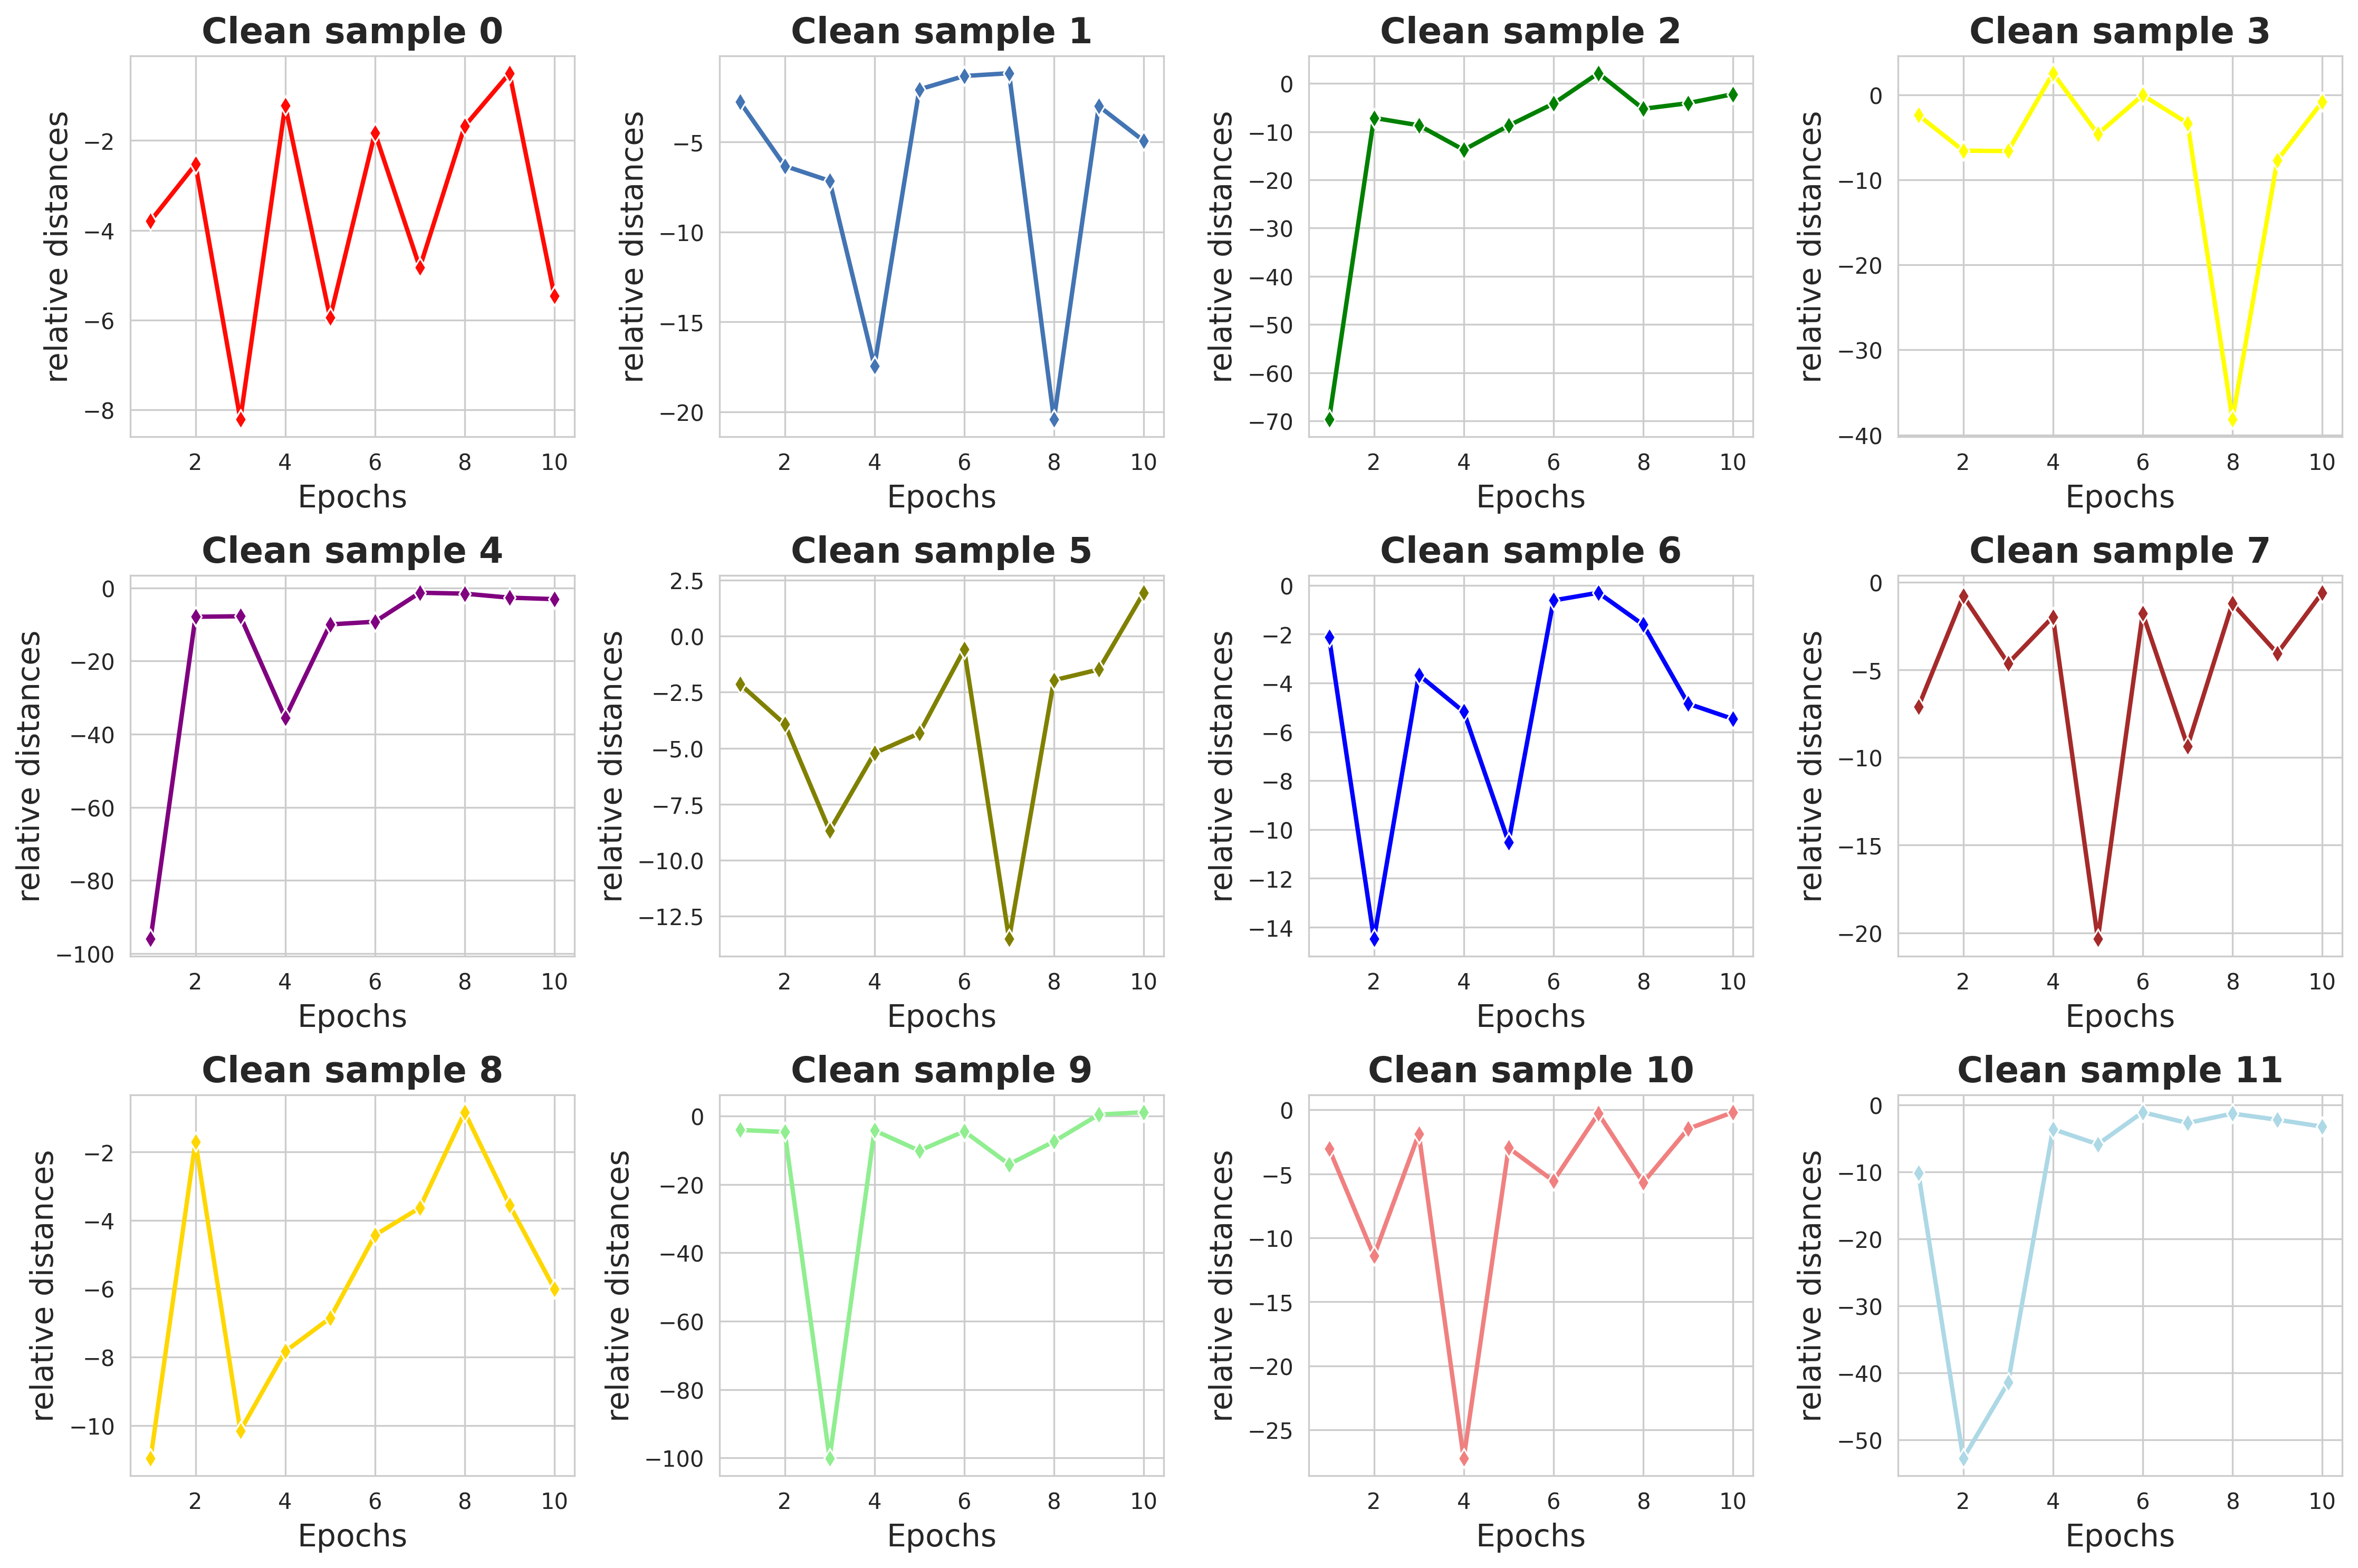 Clean sample 0
relative distances
−2
−4
−6
−8
2 4 6 8 10
Epochs
Clean sample 1
relative distances
−5
−10
−15
−20
2 4 6 8 10
Epochs
Clean sample 2
relative distances
0
−10
−20
−30
−40
−50
−60
−70
2 4 6 8 10
Epochs
Clean sample 3
relative distances
0
−10
−20
−30
−40
2 4 6 8 10
Epochs
Clean sample 4
relative distances
0
−20
−40
−60
−80
−100
2 4 6 8 10
Epochs
Clean sample 5
relative distances
2.5
0.0
−2.5
−5.0
−7.5
−10.0
−12.5
2 4 6 8 10
Epochs
Clean sample 6
relative distances
0
−2
−4
−6
−8
−10
−12
−14
2 4 6 8 10
Epochs
Clean sample 7
relative distances
0
−5
−10
−15
−20
2 4 6 8 10
Epochs
Clean sample 8
relative distances
−2
−4
−6
−8
−10
2 4 6 8 10
Epochs
Clean sample 9
relative distances
0
−20
−40
−60
−80
−100
2 4 6 8 10
Epochs
Clean sample 10
relative distances
0
−5
−10
−15
−20
−25
2 4 6 8 10
Epochs
Clean sample 11
relative distances
0
−10
−20
−30
−40
−50
2 4 6 8 10
Epochs